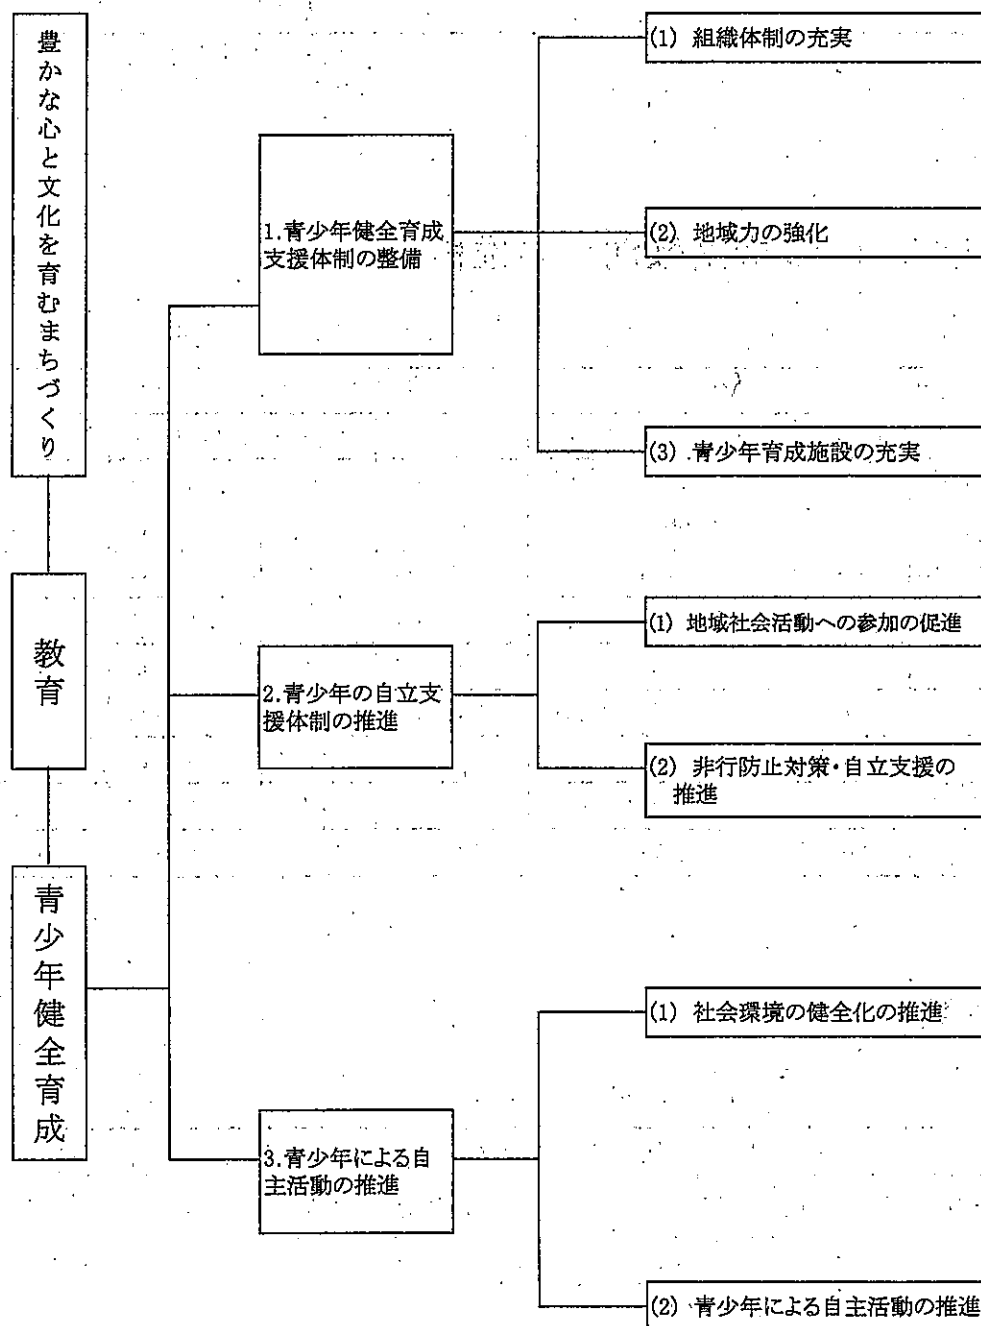 豊かな心と文化を育むまちづくり
教育
青少年健全育成
1.青少年健全育成
支援体制の整備
(1) 組織体制の充実
(2) 地域力の強化
(3) 青少年育成施設の充実
2.青少年の自立支
援体制の推進
(1) 地域社会活動への参加の促進
(2) 非行防止対策・自立支援の
推進
3.青少年による自
主活動の推進
(1) 社会環境の健全化の推進
(2) 青少年による自主活動の推進